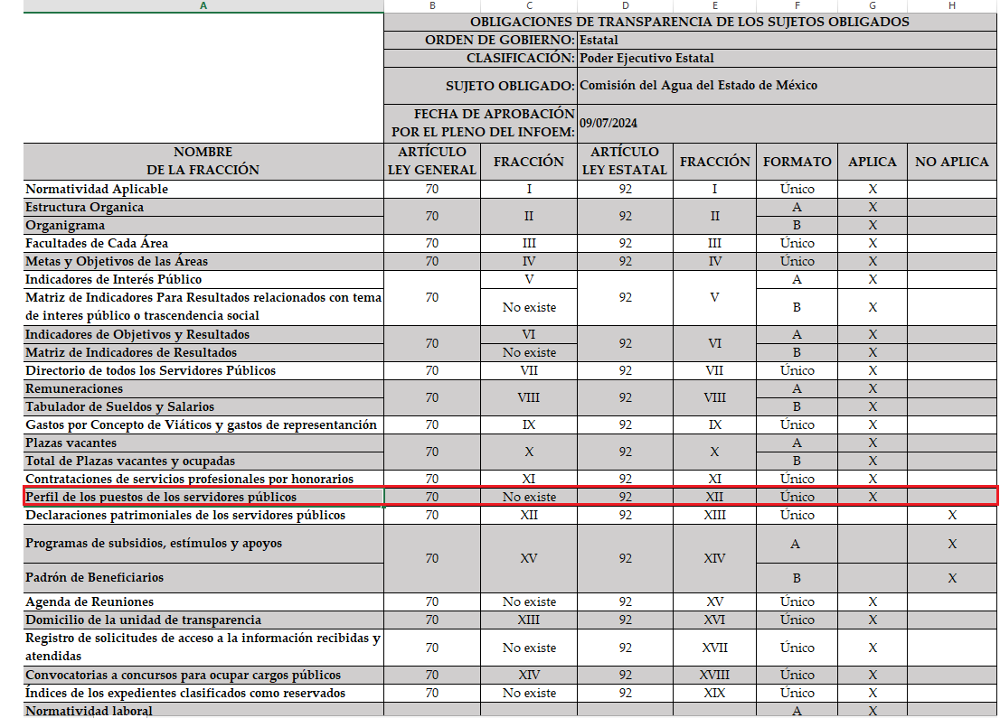 A B C D E F G H
OBLIGACIONES DE TRANSPARENCIA DE LOS SUJETOS OBLIGADOS
ORDEN DE GOBIERNO: Estatal
CLASIFICACIÓN: Poder Ejecutivo Estatal
SUJETO OBLIGADO: Comisión del Agua del Estado de México
FECHA DE APROBACIÓN
POR EL PLENO DEL INFOEM: 09/07/2024
NOMBRE
DE LA FRACCIÓN
ARTÍCULO
LEY GENERAL
FRACCIÓN
ARTÍCULO
LEY ESTATAL
FRACCIÓN
FORMATO
APLICA
NO APLICA
Normatividad Aplicable 70 I 92 I Único X
Estructura Organica 70 II 92 II A X
Organigrama B X
Facultades de Cada Área 70 III 92 III Único X
Metas y Objetivos de las Áreas 70 IV 92 IV Único X
Indicadores de Interés Público 70 V 92 V A X
Matriz de Indicadores Para Resultados relacionados con tema
de interes público o trascendencia social No existe B X
Indicadores de Objetivos y Resultados 70 VI 92 VI A X
Matriz de Indicadores de Resultados No existe B X
Directorio de todos los Servidores Públicos 70 VII 92 VII Único X
Remuneraciones 70 VIII 92 VIII A X
Tabulador de Sueldos y Salarios B X
Gastos por Concepto de Viáticos y gastos de representanción 70 IX 92 IX Único X
Plazas vacantes 70 X 92 X A X
Total de Plazas vacantes y ocupadas B X
Contrataciones de servicios profesionales por honorarios 70 XI 92 XI Único X
Perfil de los puestos de los servidores públicos 70 No existe 92 XII Único X
Declaraciones patrimoniales de los servidores públicos 70 XII 92 XIII Único X
Programas de subsidios, estímulos y apoyos 70 XV 92 XIV A X
Padrón de Beneficiarios B X
Agenda de Reuniones 70 No existe 92 XV Único X
Domicilio de la unidad de transparencia 70 XIII 92 XVI Único X
Registro de solicitudes de acceso a la información recibidas y
atendidas 70 No existe 92 XVII Único X
Convocatorias a concursos para ocupar cargos públicos 70 XIV 92 XVIII Único X
Índices de los expedientes clasificados como reservados 70 No existe 92 XIX Único X
Normatividad laboral A X